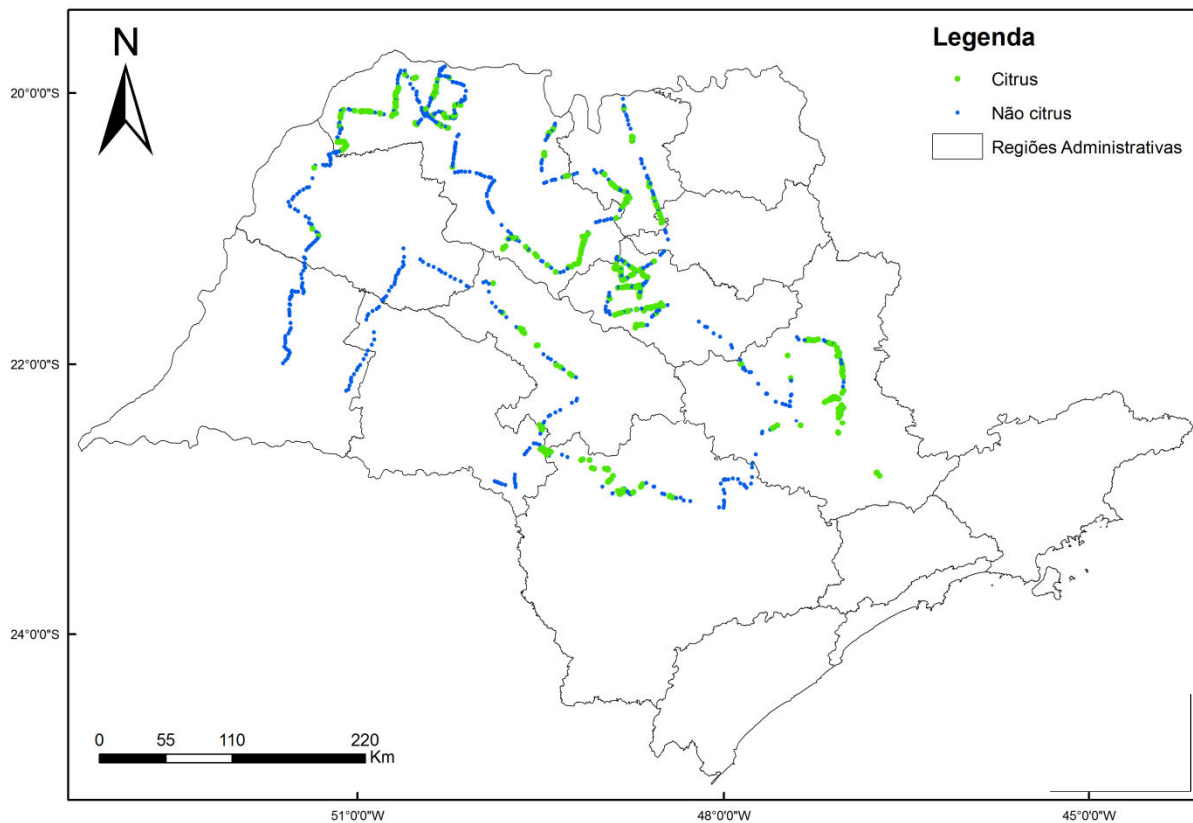 N
Legenda
Citrus
Não citrus
Regiões Administrativas
20°0'0"S
22°0'0"S
24°0'0"S
0 55 110 220
Km
51°0'0"W 48°0'0"W 45°0'0"W